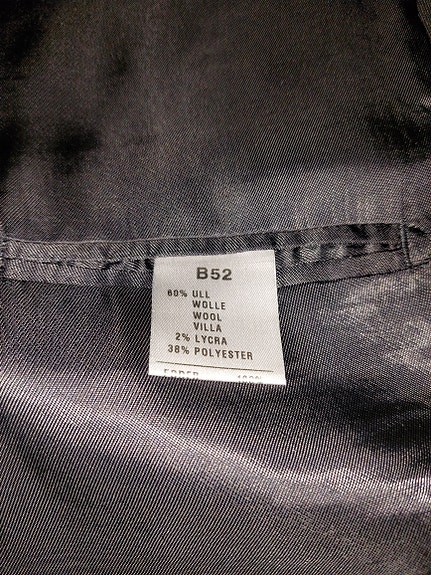 B52
60% ULL
WOLLE
WOOL
VILLA
2% LYCRA
38% POLYESTER